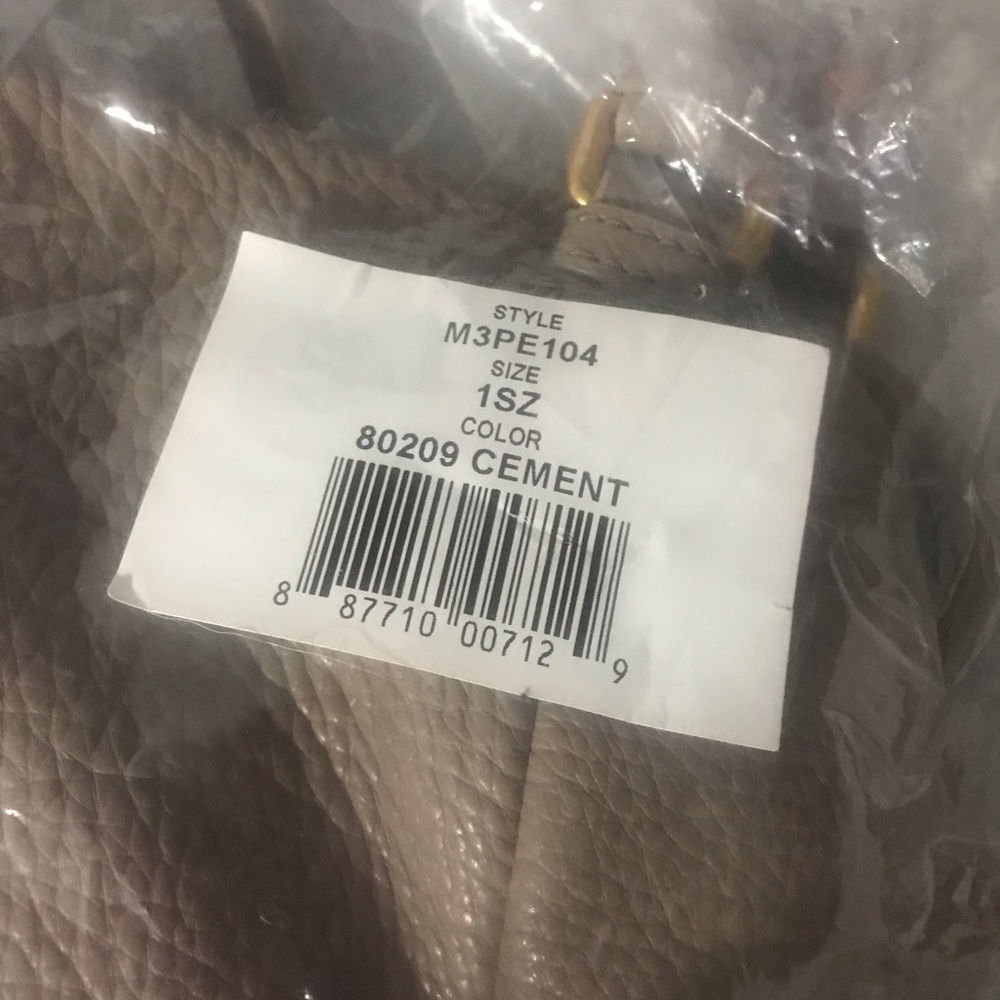 STYLE
M3PE104
SIZE
1SZ
COLOR
80209 CEMENT
8 87710 00712 9